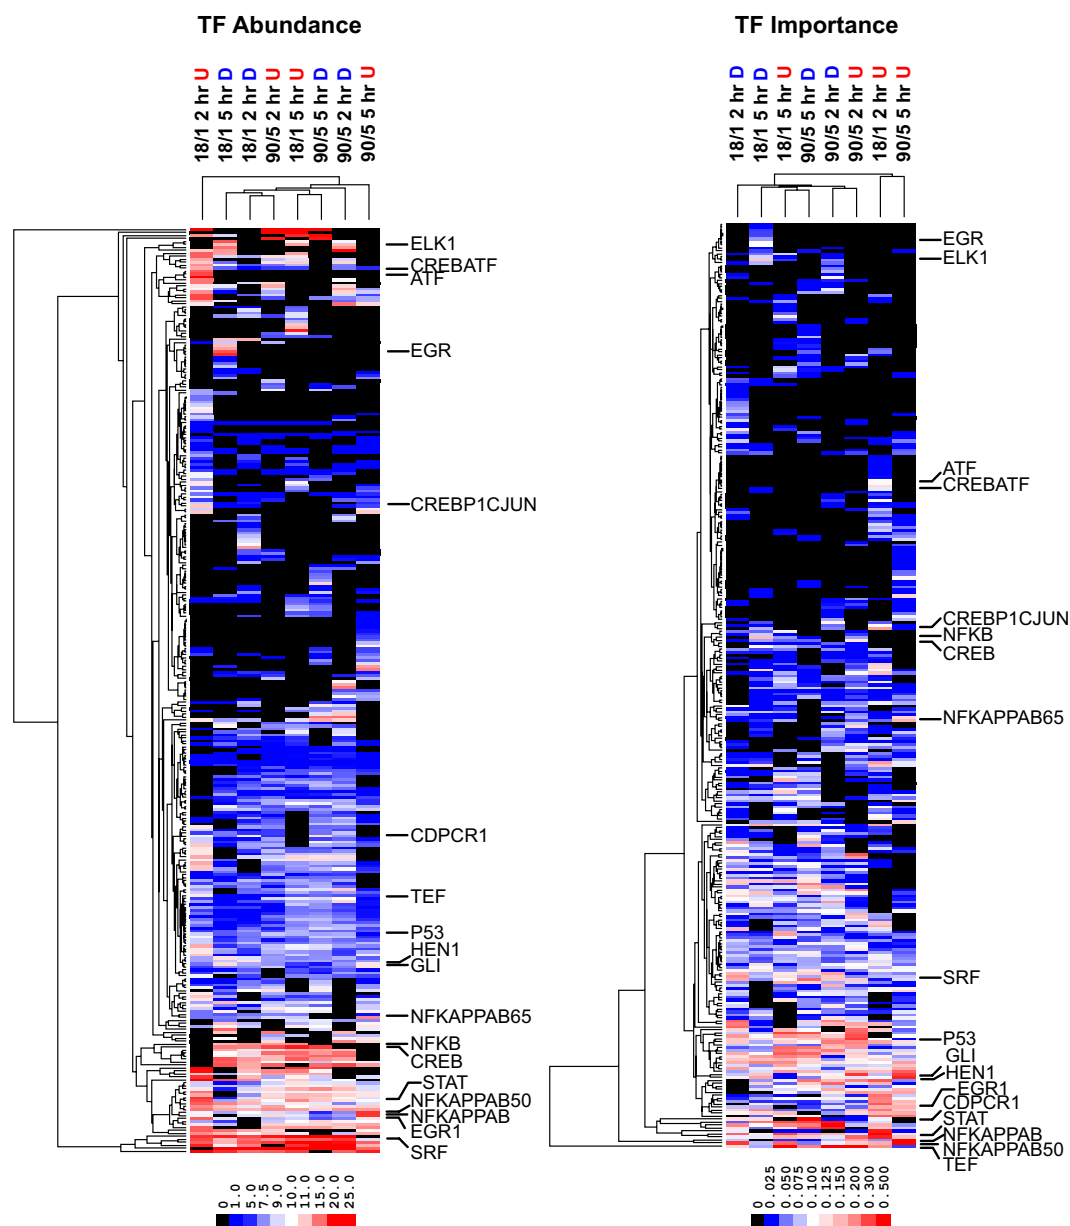 TF Abundance
18/1 2 hr U
18/1 5 hr D
18/1 2 hr D
90/5 2 hr U
18/1 5 hr U
90/5 5 hr D
90/5 2 hr D
90/5 5 hr U
ELK1
CREBATF
ATF
EGR
CREBP1CJUN
CDPCR1
TEF
P53
HEN1
GLI
NFKAPPAB65
NFKB
CREB
STAT
NFKAPPAB50
NFKAPPAB
EGR1
SRF
0
1.0
5.0
7.5
9.0
10.0
11.0
15.0
20.0
25.0
TF Importance
18/1 2 hr D
18/1 5 hr D
18/1 5 hr U
90/5 5 hr D
90/5 2 hr D
90/5 2 hr U
18/1 2 hr U
90/5 5 hr U
EGR
ELK1
ATF
CREBATF
CREBP1CJUN
NFKB
CREB
NFKAPPAB65
SRF
P53
GLI
HEN1
EGR1
CDPCR1
STAT
NFKAPPAB
NFKAPPAB50
TEF
0
0.025
0.050
0.075
0.100
0.125
0.150
0.200
0.300
0.500